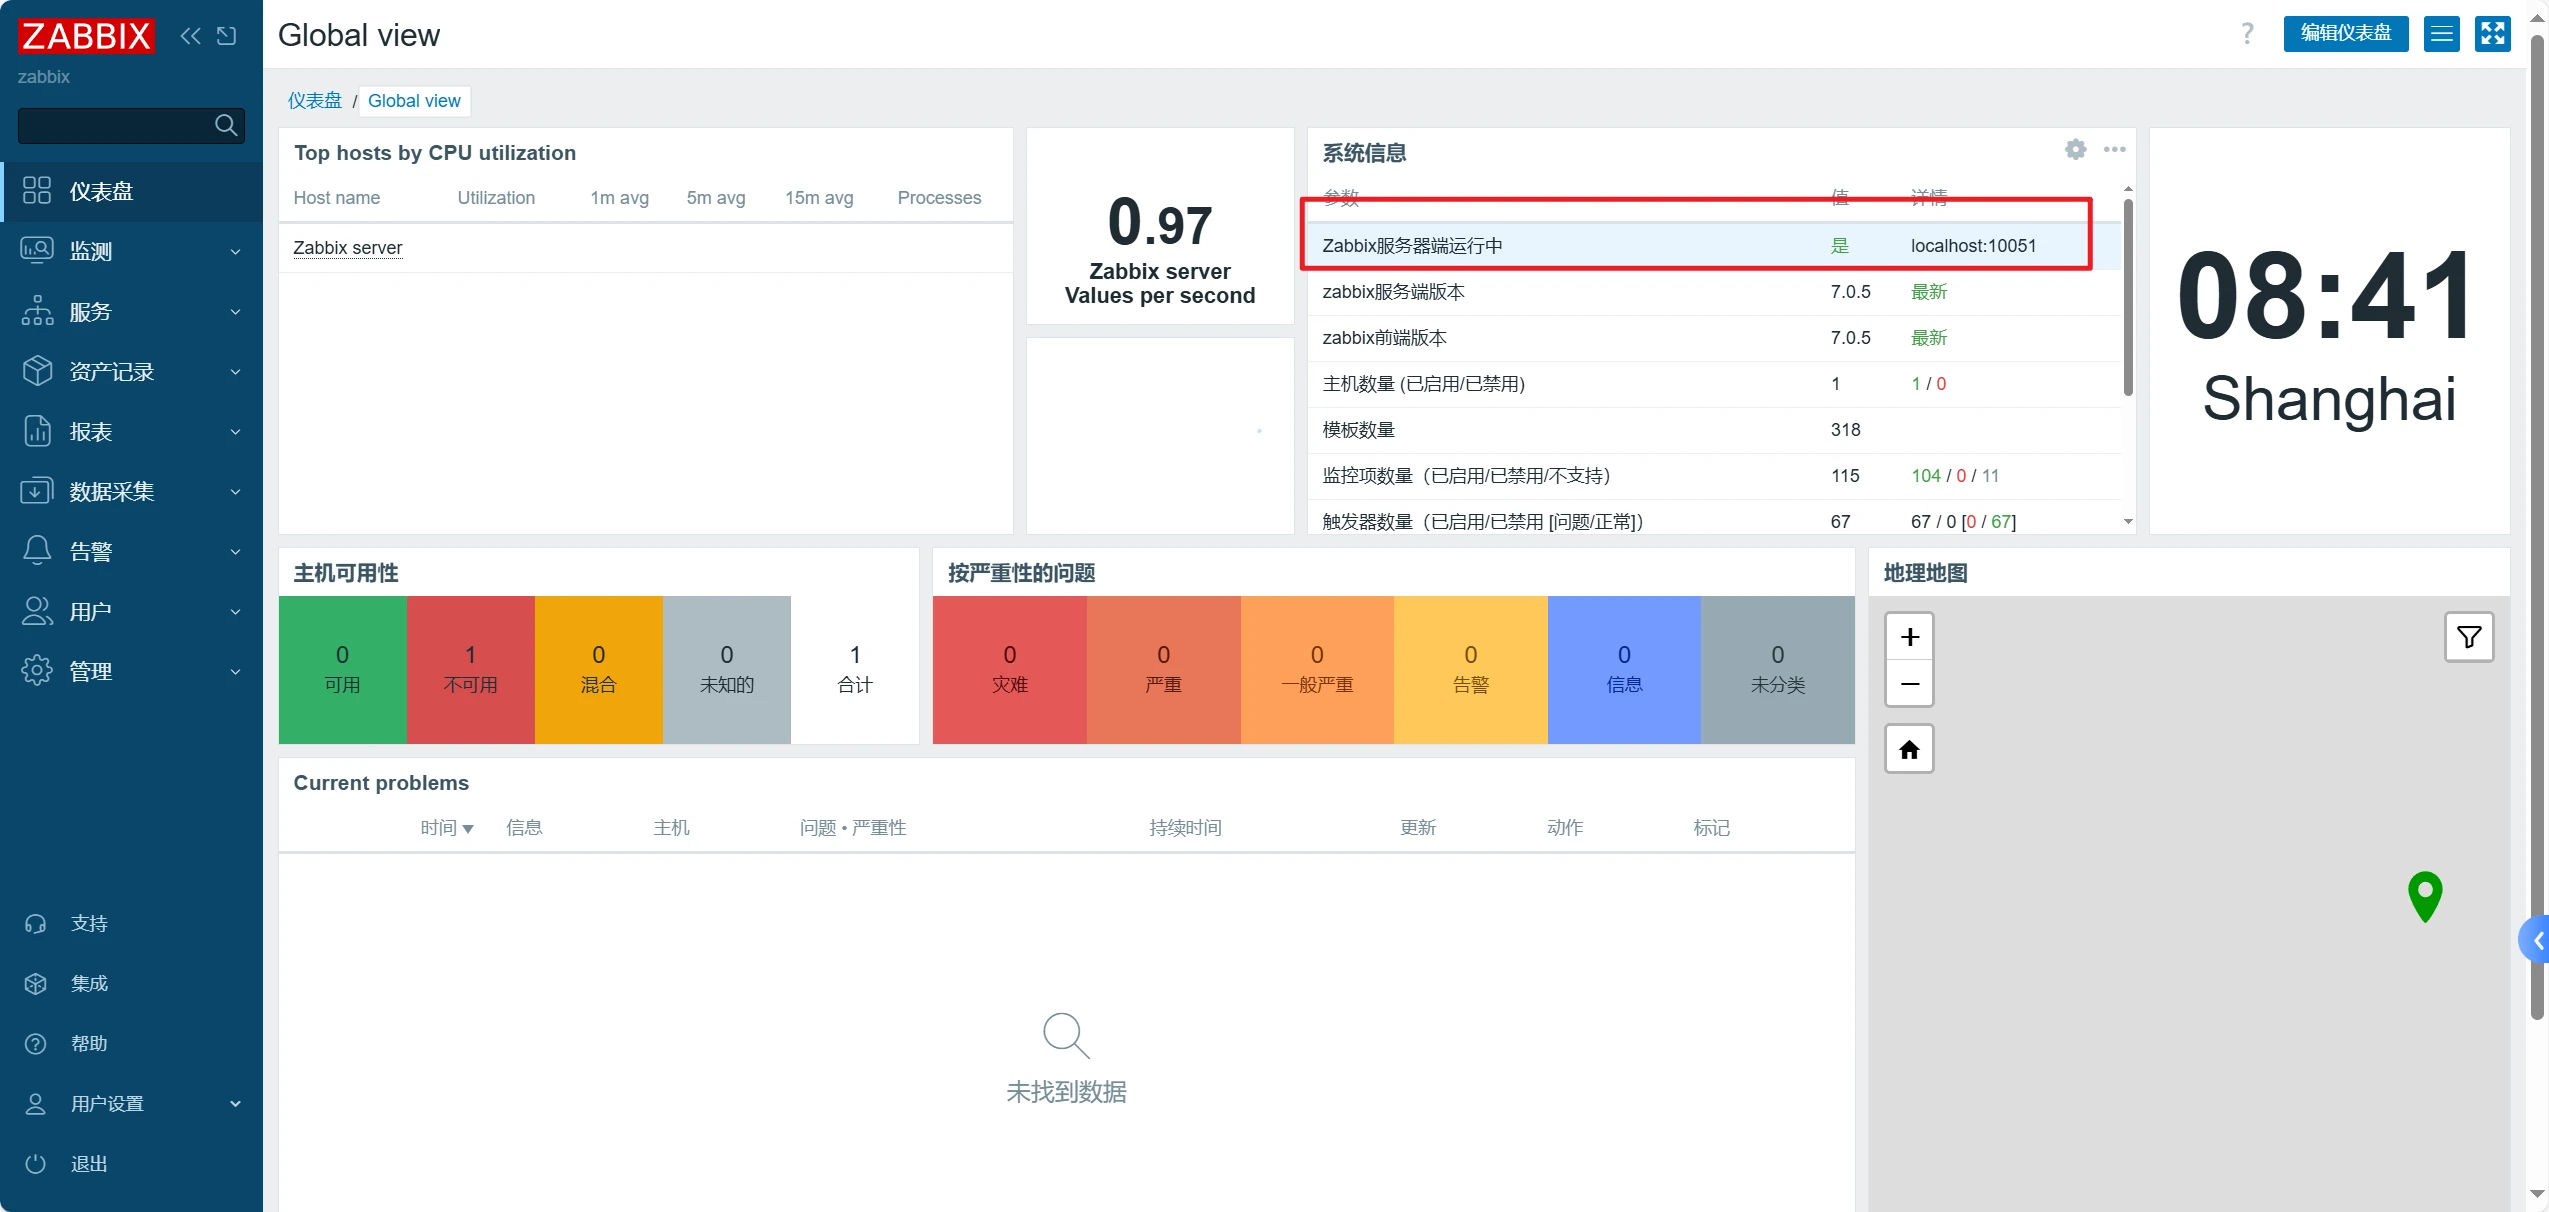 ZABBIX
zabbix
仪表盘
监测
服务
资产记录
报表
数据采集
告警
用户
管理
支持
集成
帮助
用户设置
退出
Global view
?
编辑仪表盘
仪表盘 / Global view
Top hosts by CPU utilization
Host name Utilization 1m avg 5m avg 15m avg Processes
Zabbix server
0.97
Zabbix server
Values per second
系统信息
参数 值 详情
Zabbix服务器端运行中 是 localhost:10051
zabbix服务端版本 7.0.5 最新
zabbix前端版本 7.0.5 最新
主机数量 (已启用/已禁用) 1 1 / 0
模板数量 318
监控项数量（已启用/已禁用/不支持） 115 104 / 0 / 11
触发器数量（已启用/已禁用 [问题/正常]） 67 67 / 0 [0 / 67]
08:41
Shanghai
主机可用性
0 1 0 0 1
可用 不可用 混合 未知的 合计
按严重性的问题
0 0 0 0 0 0
灾难 严重 一般严重 告警 信息 未分类
地理地图
+
−
Current problems
时间 信息 主机 问题 • 严重性 持续时间 更新 动作 标记
未找到数据